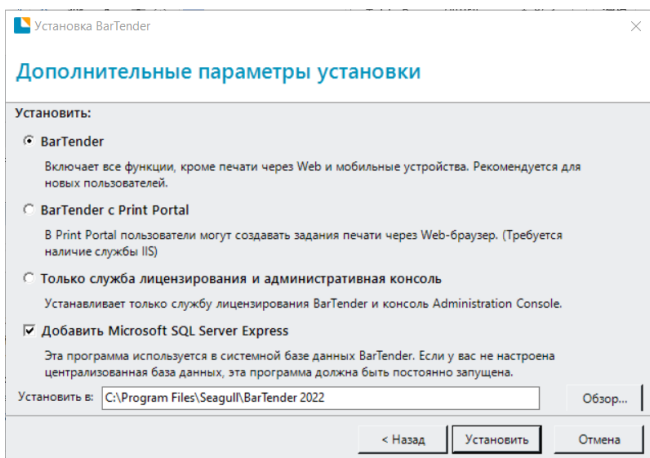 Установка BarTender
Дополнительные параметры установки
Установить:
BarTender
Включает все функции, кроме печати через Web и мобильные устройства. Рекомендуется для
новых пользователей.
BarTender с Print Portal
В Print Portal пользователи могут создавать задания печати через Web-браузер. (Требуется
наличие службы IIS)
Только служба лицензирования и административная консоль
Устанавливает только службу лицензирования BarTender и консоль Administration Console.
Добавить Microsoft SQL Server Express
Эта программа используется в системной базе данных BarTender. Если у вас не настроена
централизованная база данных, эта программа должна быть постоянно запущена.
Установить в: C:\Program Files\Seagull\BarTender 2022 Обзор...
< Назад Установить Отмена